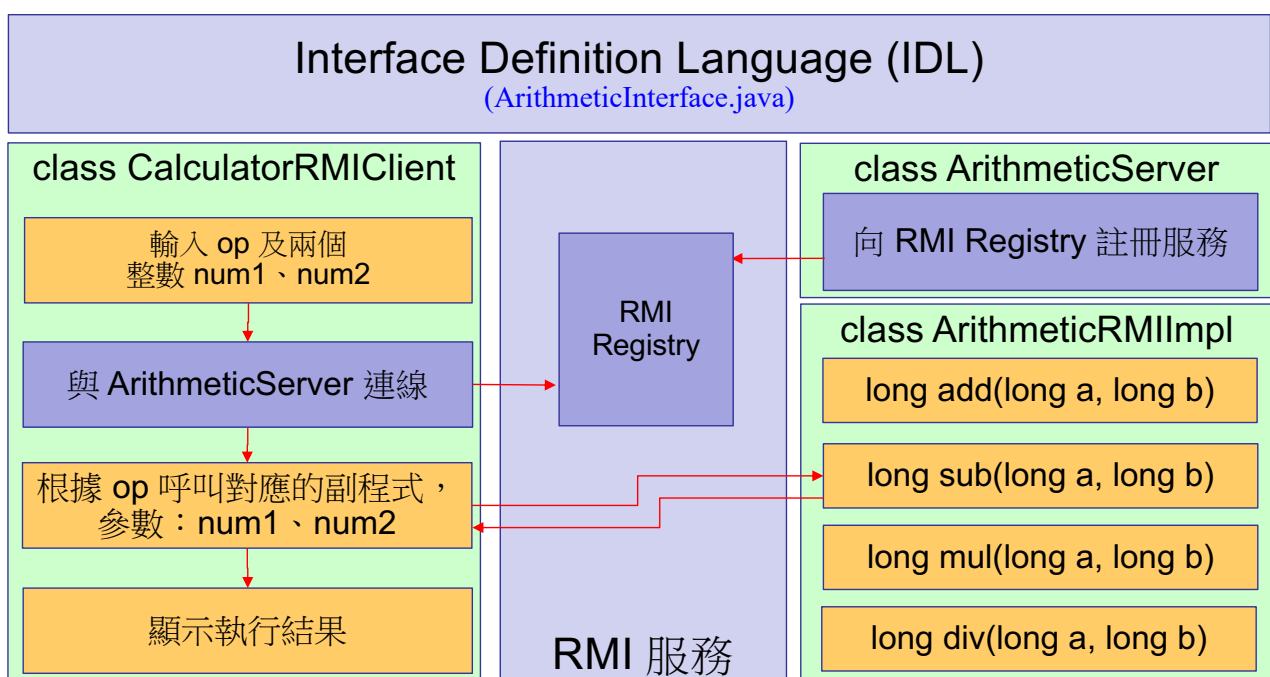 Interface Definition Language (IDL)
(ArithmeticInterface.java)
class CalculatorRMIClient
輸入 op 及兩個
整數 num1、num2
與 ArithmeticServer 連線
根據 op 呼叫對應的副程式，
參數：num1、num2
顯示執行結果
RMI
Registry
RMI 服務
class ArithmeticServer
向 RMI Registry 註冊服務
class ArithmeticRMIImpl
long add(long a, long b)
long sub(long a, long b)
long mul(long a, long b)
long div(long a, long b)